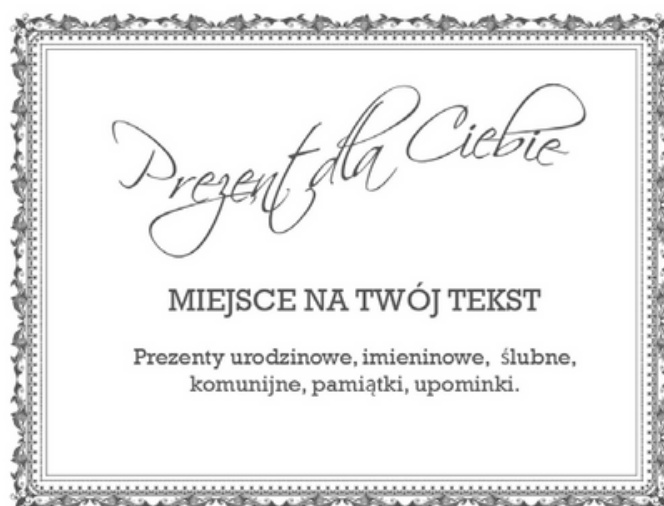 Prezent dla Ciebie
MIEJSCE NA TWÓJ TEKST
Prezenty urodzinowe, imieninowe, ślubne,
komunijne, pamiątki, upominki.